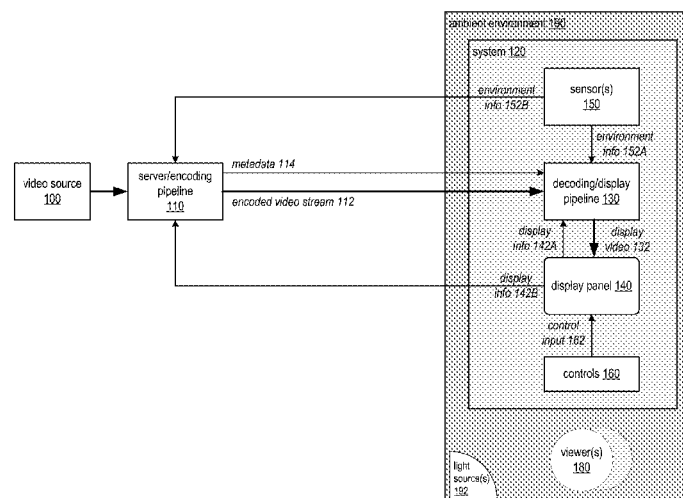 ambient environment 190
system 120
environment
info 152B
sensor(s)
150
environment
info 152A
metadata 114
video source
100
server/encoding
pipeline
110
encoded video stream 112
decoding/display
pipeline
130
display
info 142A
display
video 132
display
info 142B
display panel 140
control
input 162
controls 160
viewer(s)
180
light
source(s)
192